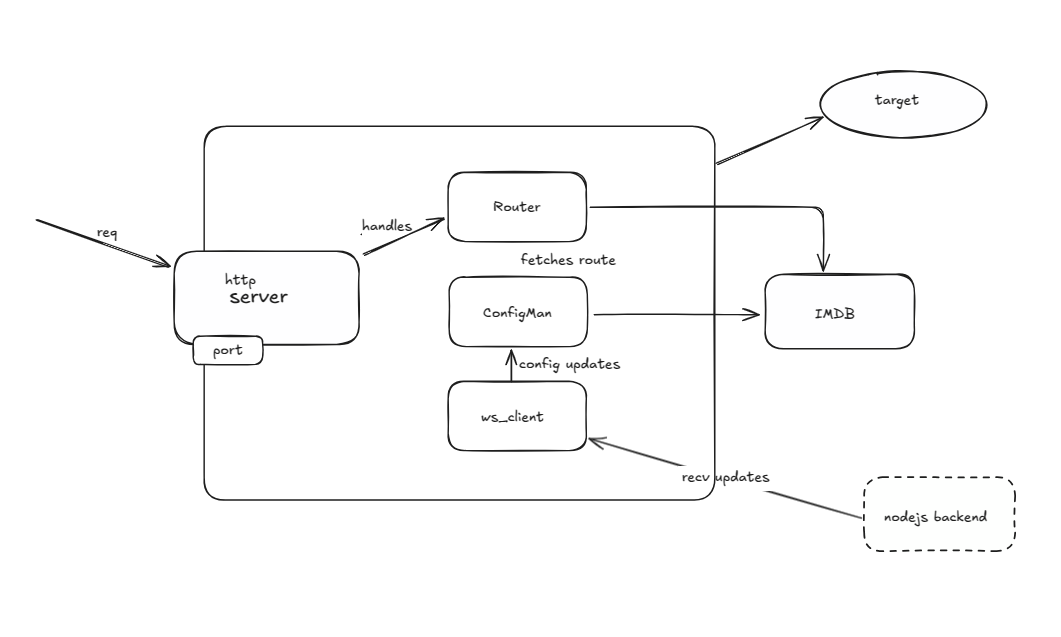 target
Router
req
handles
fetches route
http
server
ConfigMan
IMDB
port
config updates
ws_client
recv updates
nodejs backend